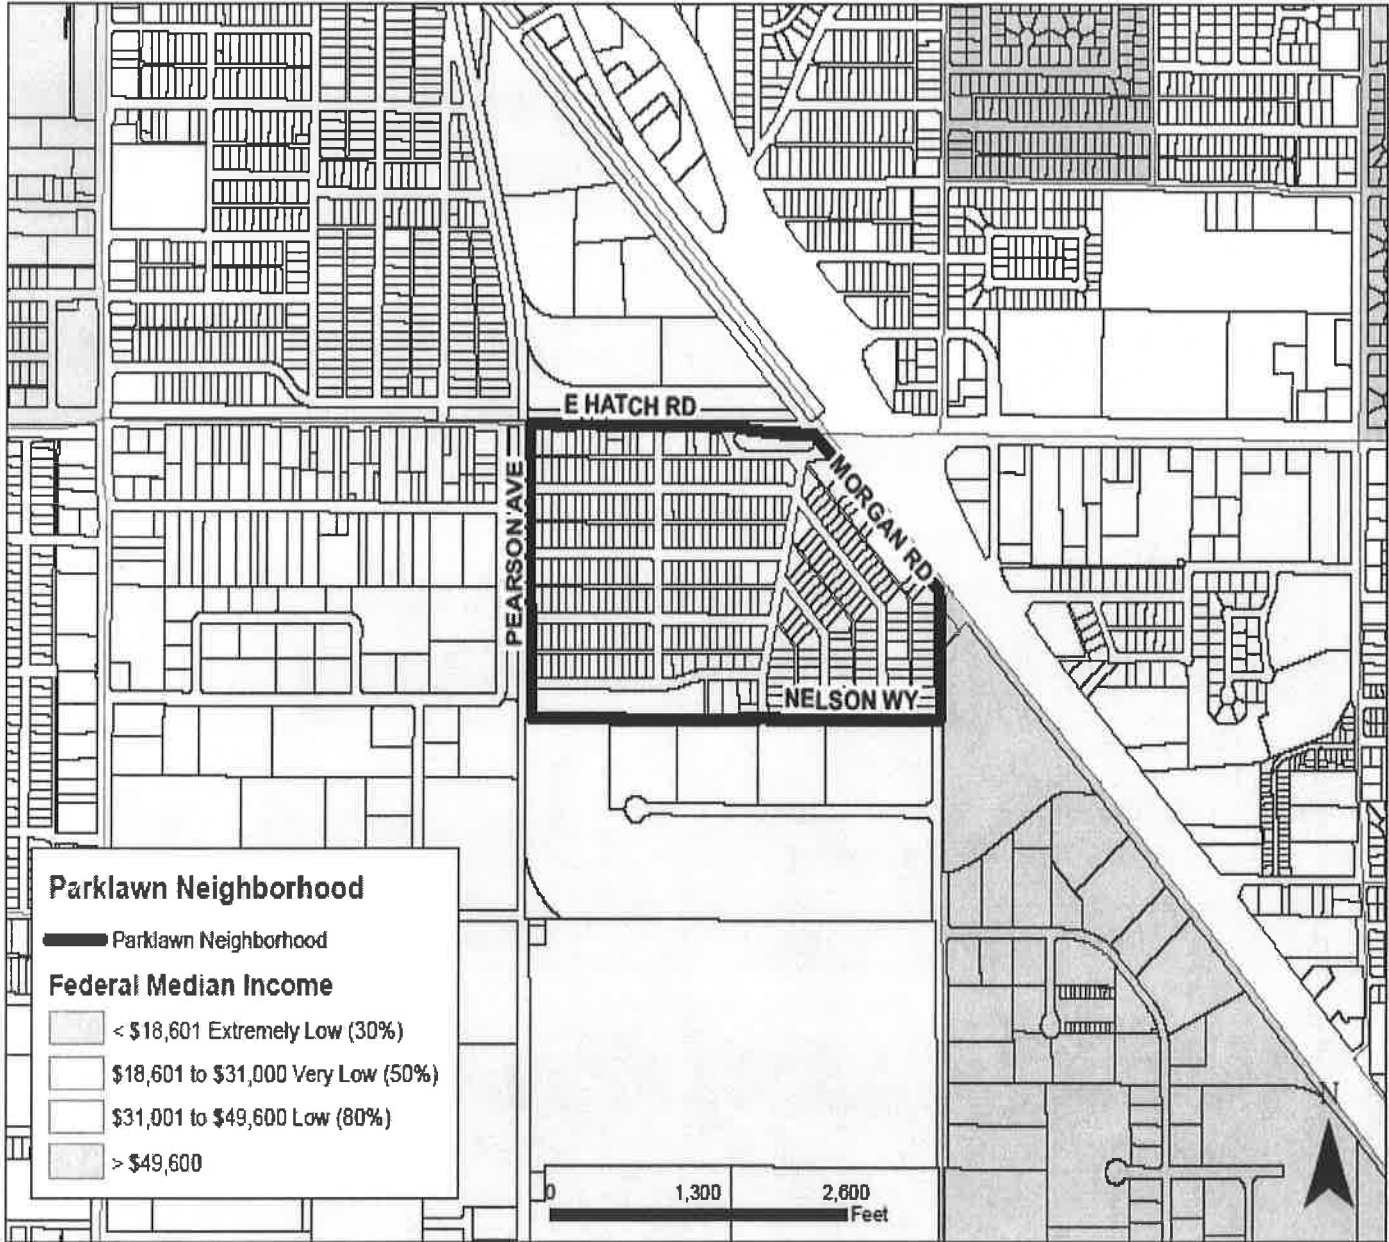 E HATCH RD
PEARSON AVE
MORGAN RD
NELSON WY
Parklawn Neighborhood
Parklawn Neighborhood
Federal Median Income
< $18,601 Extremely Low (30%)
$18,601 to $31,000 Very Low (50%)
$31,001 to $49,600 Low (80%)
> $49,600
N
0 1,300 2,600
Feet